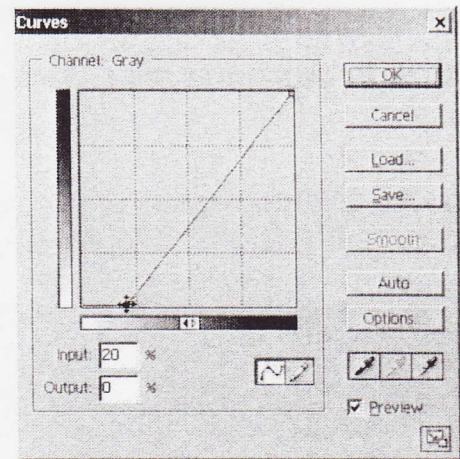 Curves
Channel: Gray
OK
Cancel
Load...
Save...
Smooth
Auto
Options...
Input: 20 %
Output: 0 %
Preview